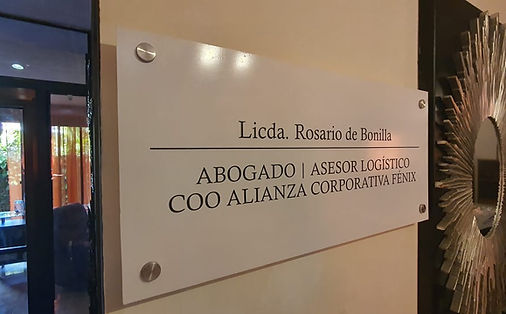 Licda. Rosario de Bonilla
ABOGADO | ASESOR LOGÍSTICO
COO ALIANZA CORPORATIVA FÉNIX